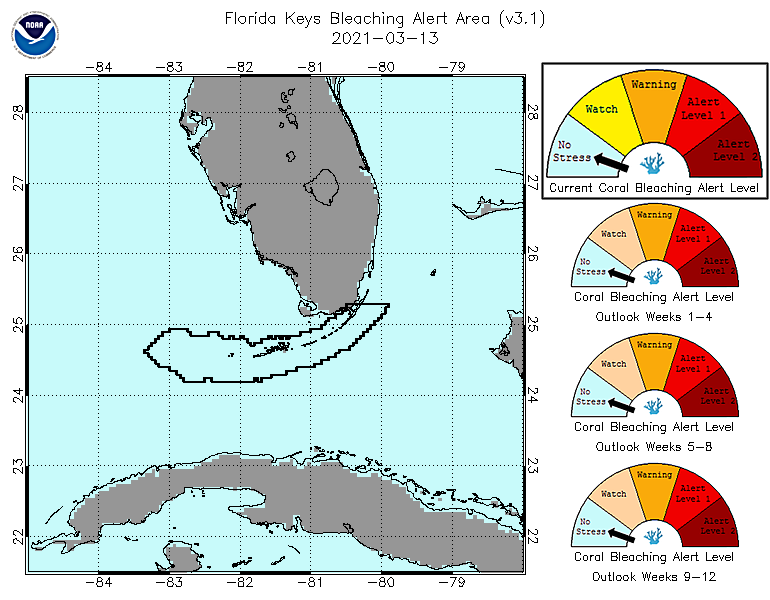 Florida Keys Bleaching Alert Area (v3.1)
2021-03-13
NOAA
-84 -83 -82 -81 -80 -79
28 28
27 27
26 26
25 25
24 24
23 23
22 22
-84 -83 -82 -81 -80 -79
No
Stress
Watch
Warning
Alert
Level 1
Alert
Level 2
Current Coral Bleaching Alert Level
No
Stress
Watch
Warning
Alert
Level 1
Alert
Level 2
Coral Bleaching Alert Level
Outlook Weeks 1-4
No
Stress
Watch
Warning
Alert
Level 1
Alert
Level 2
Coral Bleaching Alert Level
Outlook Weeks 5-8
No
Stress
Watch
Warning
Alert
Level 1
Alert
Level 2
Coral Bleaching Alert Level
Outlook Weeks 9-12